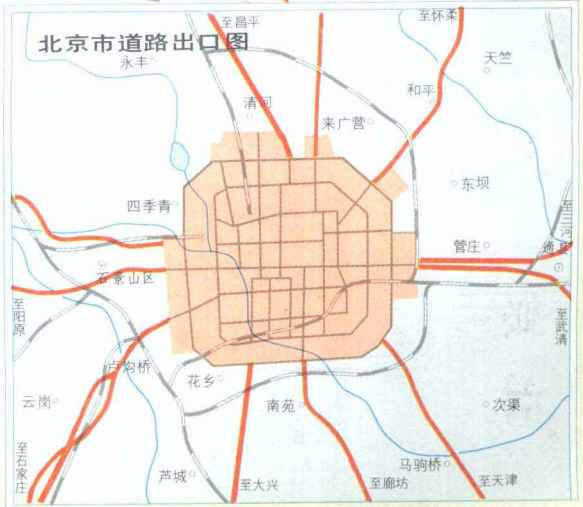 至昌平
至怀柔
北京市道路出口图
永丰
天竺
清河
和平
来广营
东坝
四季青
至三河
管庄
通县
石景山区
至阳原
至武清
卢沟桥
花乡
云岗
南苑
次渠
至石家庄
芦城
马驹桥
至大兴
至廊坊
至天津